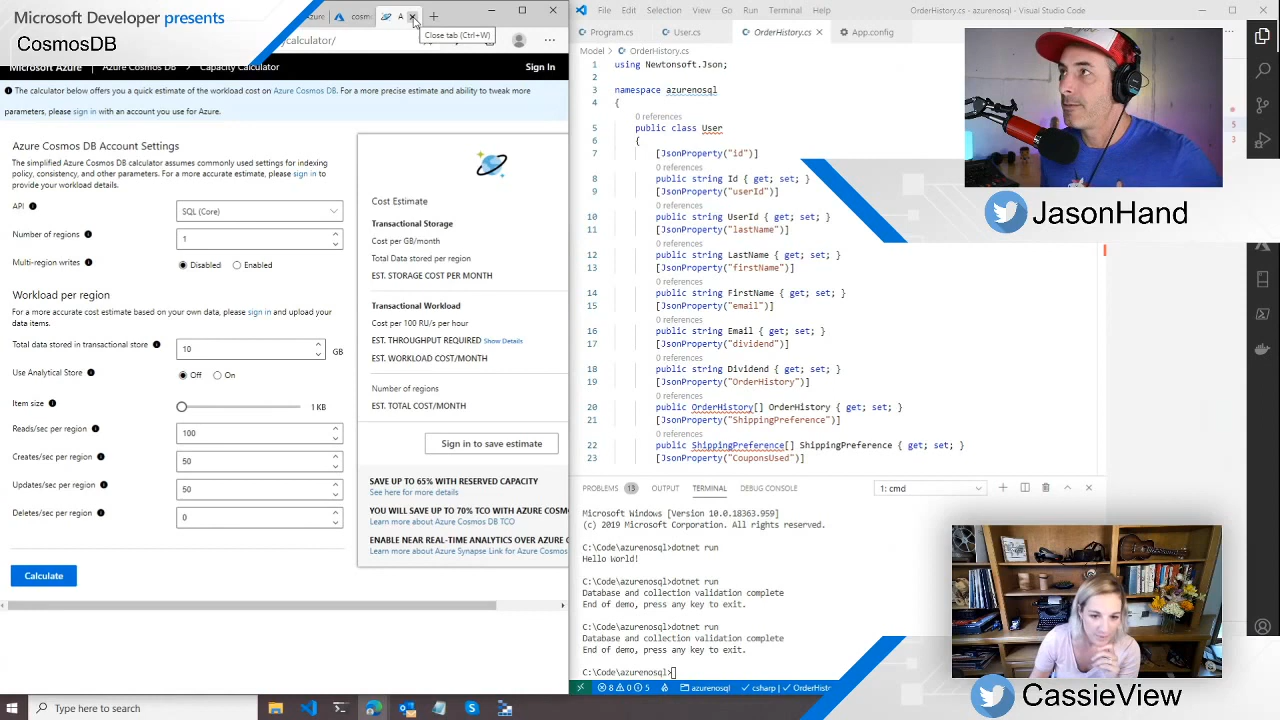 Microsoft Developer presents
CosmosDB
cosm
A
Close tab (Ctrl+W)
calculator/
Microsoft Azure
Azure Cosmos DB > Capacity Calculator
Sign In
The calculator below offers you a quick estimate of the workload cost on Azure Cosmos DB. For a more precise estimate and ability to tweak more
parameters, please sign in with an account you use for Azure.
Azure Cosmos DB Account Settings
The simplified Azure Cosmos DB calculator assumes commonly used settings for indexing
policy, consistency, and other parameters. For a more accurate estimate, please sign in to
provide your workload details.
API
SQL (Core)
Number of regions
1
Multi-region writes
Disabled
Enabled
Workload per region
For a more accurate cost estimate based on your own data, please sign in and upload your
data items.
Total data stored in transactional store
10
GB
Use Analytical Store
Off
On
Item size
1 KB
Reads/sec per region
100
Creates/sec per region
50
Updates/sec per region
50
Deletes/sec per region
0
Calculate
Cost Estimate
Transactional Storage
Cost per GB/month
Total Data stored per region
EST. STORAGE COST PER MONTH
Transactional Workload
Cost per 100 RU/s per hour
EST. THROUGHPUT REQUIRED Show Details
EST. WORKLOAD COST/MONTH
Number of regions
EST. TOTAL COST/MONTH
Sign in to save estimate
SAVE UP TO 65% WITH RESERVED CAPACITY
See here for more details
YOU WILL SAVE UP TO 70% TCO WITH AZURE COSM
Learn more about Azure Cosmos DB TCO
ENABLE NEAR REAL-TIME ANALYTICS OVER AZURE C
Learn more about Azure Synapse Link for Azure Cosmos
Type here to search
File Edit Selection View Go Run Terminal Help
OrderHistory.cs - azurenosql - Visual Studio Code
Program.cs
User.cs
OrderHistory.cs
App.config
Model > OrderHistory.cs
1 using Newtonsoft.Json;
2
3 namespace azurenosql
4 {
0 references
5 public class User
6 {
7 [JsonProperty("id")]
0 references
8 public string Id { get; set; }
9 [JsonProperty("userId")]
0 references
10 public string UserId { get; set; }
11 [JsonProperty("lastName")]
0 references
12 public string LastName { get; set; }
13 [JsonProperty("firstName")]
0 references
14 public string FirstName { get; set; }
15 [JsonProperty("email")]
0 references
16 public string Email { get; set; }
17 [JsonProperty("dividend")]
0 references
18 public string Dividend { get; set; }
19 [JsonProperty("OrderHistory")]
0 references
20 public OrderHistory[] OrderHistory { get; set; }
21 [JsonProperty("ShippingPreference")]
0 references
22 public ShippingPreference[] ShippingPreference { get; set; }
23 [JsonProperty("CouponsUsed")]
PROBLEMS 13 OUTPUT TERMINAL DEBUG CONSOLE
1: cmd
Microsoft Windows [Version 10.0.18363.959]
(c) 2019 Microsoft Corporation. All rights reserved.
C:\Code\azurenosql>dotnet run
Hello World!
C:\Code\azurenosql>dotnet run
Database and collection validation complete
End of demo, press any key to exit.
C:\Code\azurenosql>dotnet run
Database and collection validation complete
End of demo, press any key to exit.
C:\Code\azurenosql>
8 0 5 azurenosql csharp
5
3
JasonHand
CassieView